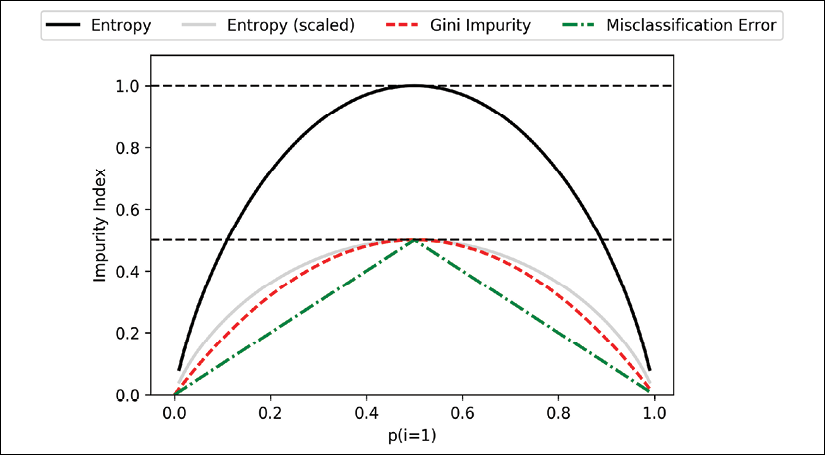 Entropy Entropy (scaled) Gini Impurity Misclassification Error
1.0
0.8
0.6
0.4
0.2
0.0
Impurity Index
0.0 0.2 0.4 0.6 0.8 1.0
p(i=1)